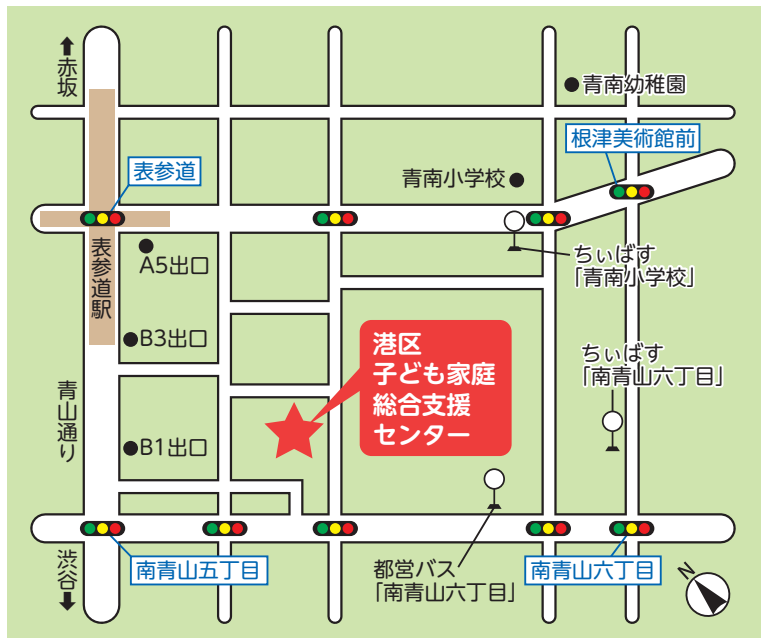 赤坂
青南幼稚園
根津美術館前
表参道
青南小学校
表参道駅
A5出口
ちぃばす
「青南小学校」
B3出口
港区
子ども家庭
総合支援
センター
ちぃばす
「南青山六丁目」
青山通り
B1出口
渋谷
南青山五丁目
都営バス
「南青山六丁目」
南青山六丁目
N